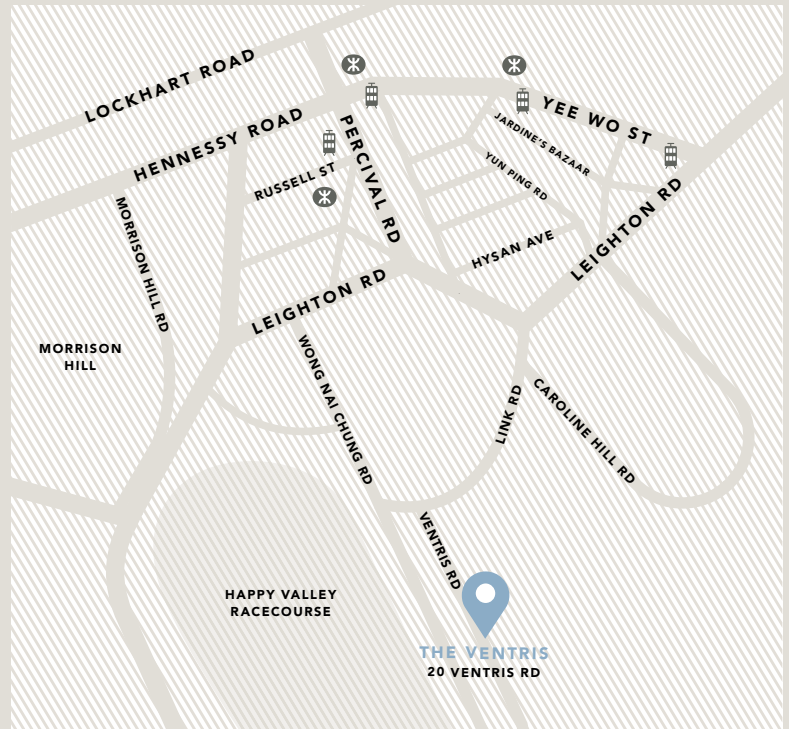 LOCKHART ROAD
HENNESSY ROAD
YEE WO ST
JARDINE'S BAZAAR
PERCIVAL RD
RUSSELL ST
YUN PING RD
MORRISON HILL RD
LEIGHTON RD
HYSAN AVE
LEIGHTON RD
MORRISON
HILL
WONG NAI CHUNG RD
LINK RD
CAROLINE HILL RD
VENTRIS RD
HAPPY VALLEY
RACECOURSE
THE VENTRIS
20 VENTRIS RD